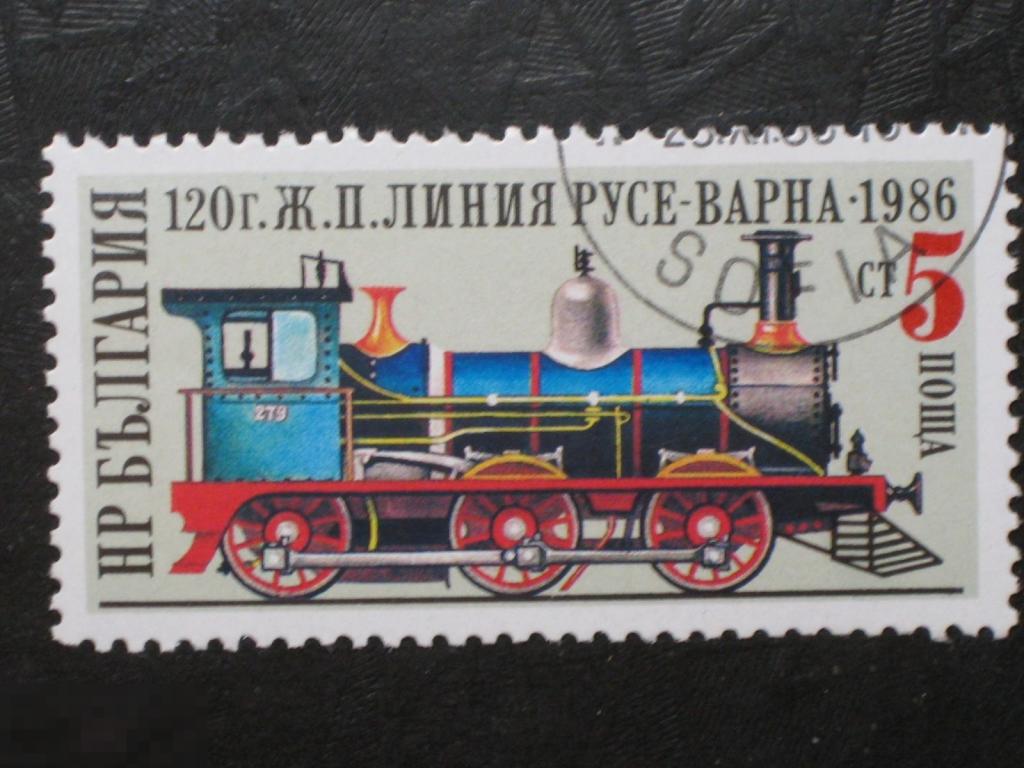 120г. Ж.П. ЛИНИЯ РУСЕ-ВАРНА·1986
НР БЪЛГАРИЯ
5 СТ
ПОЩА
279
SOFIA